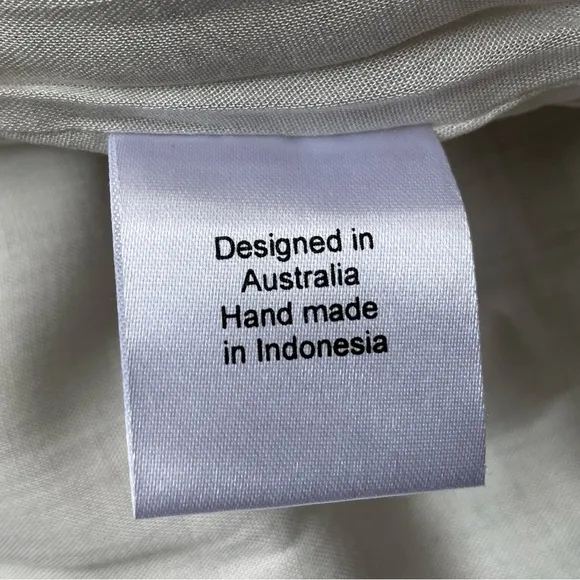 Designed in
Australia
Hand made
in Indonesia